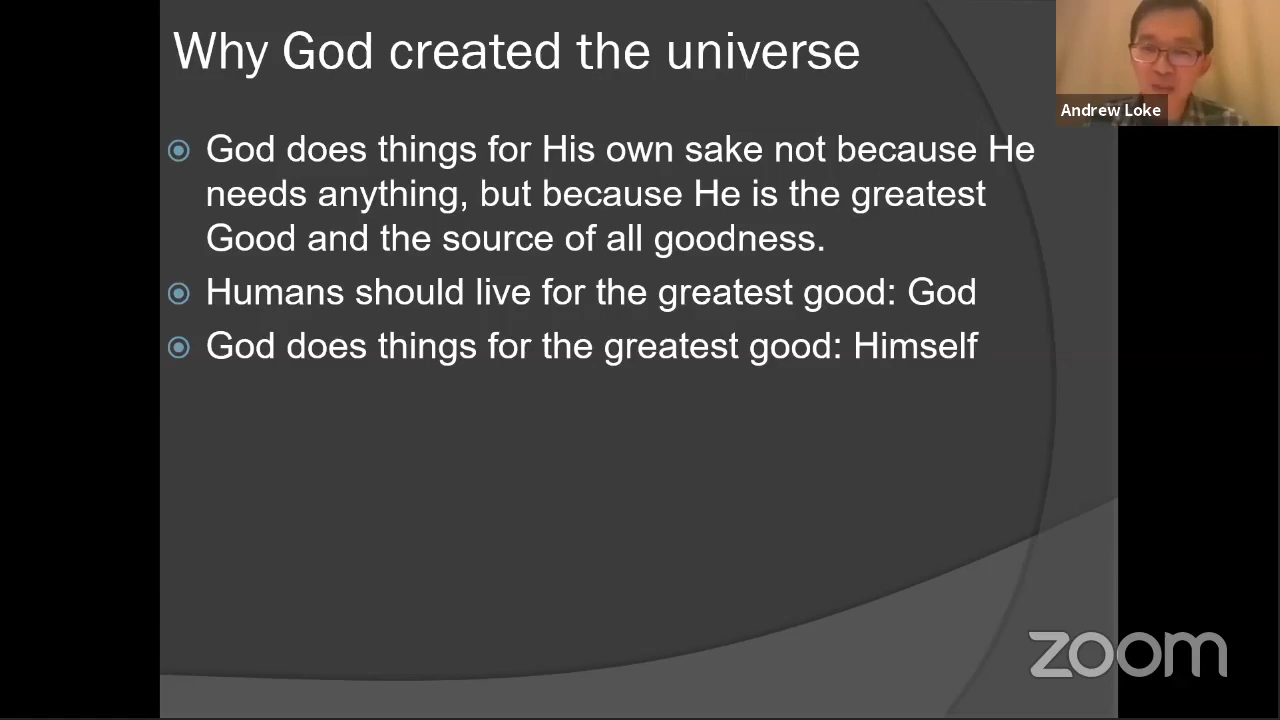 Why God created the universe
God does things for His own sake not because He
needs anything, but because He is the greatest
Good and the source of all goodness.
Humans should live for the greatest good: God
God does things for the greatest good: Himself
Andrew Loke
zoom